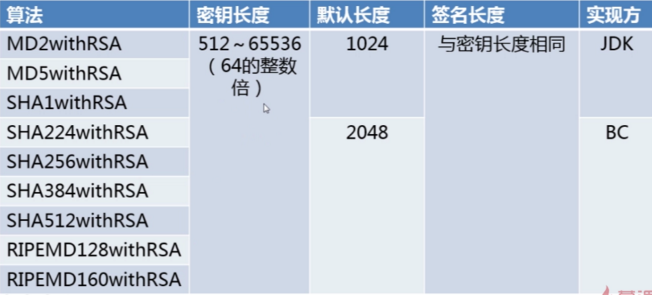 算法 密钥长度 默认长度 签名长度 实现方
MD2withRSA 512～65536 1024 与密钥长度相同 JDK
MD5withRSA （64的整数
SHA1withRSA 倍）
SHA224withRSA 2048 BC
SHA256withRSA
SHA384withRSA
SHA512withRSA
RIPEMD128withRSA
RIPEMD160withRSA